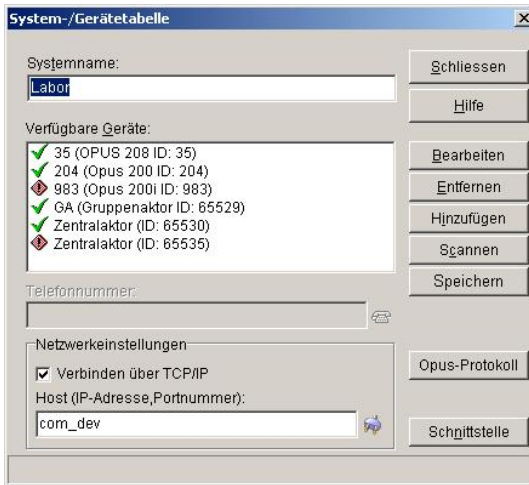 System-/Gerätetabelle
Systemname:
Labor
Verfügbare Geräte:
35 (OPUS 208 ID: 35)
204 (Opus 200 ID: 204)
983 (Opus 200i ID: 983)
GA (Gruppenaktor ID: 65529)
Zentralaktor (ID: 65530)
Zentralaktor (ID: 65535)
Telefonnummer:
Netzwerkeinstellungen
Verbinden über TCP/IP
Host (IP-Adresse,Portnummer):
com_dev
Schliessen
Hilfe
Bearbeiten
Entfernen
Hinzufügen
Scannen
Speichern
Opus-Protokoll
Schnittstelle